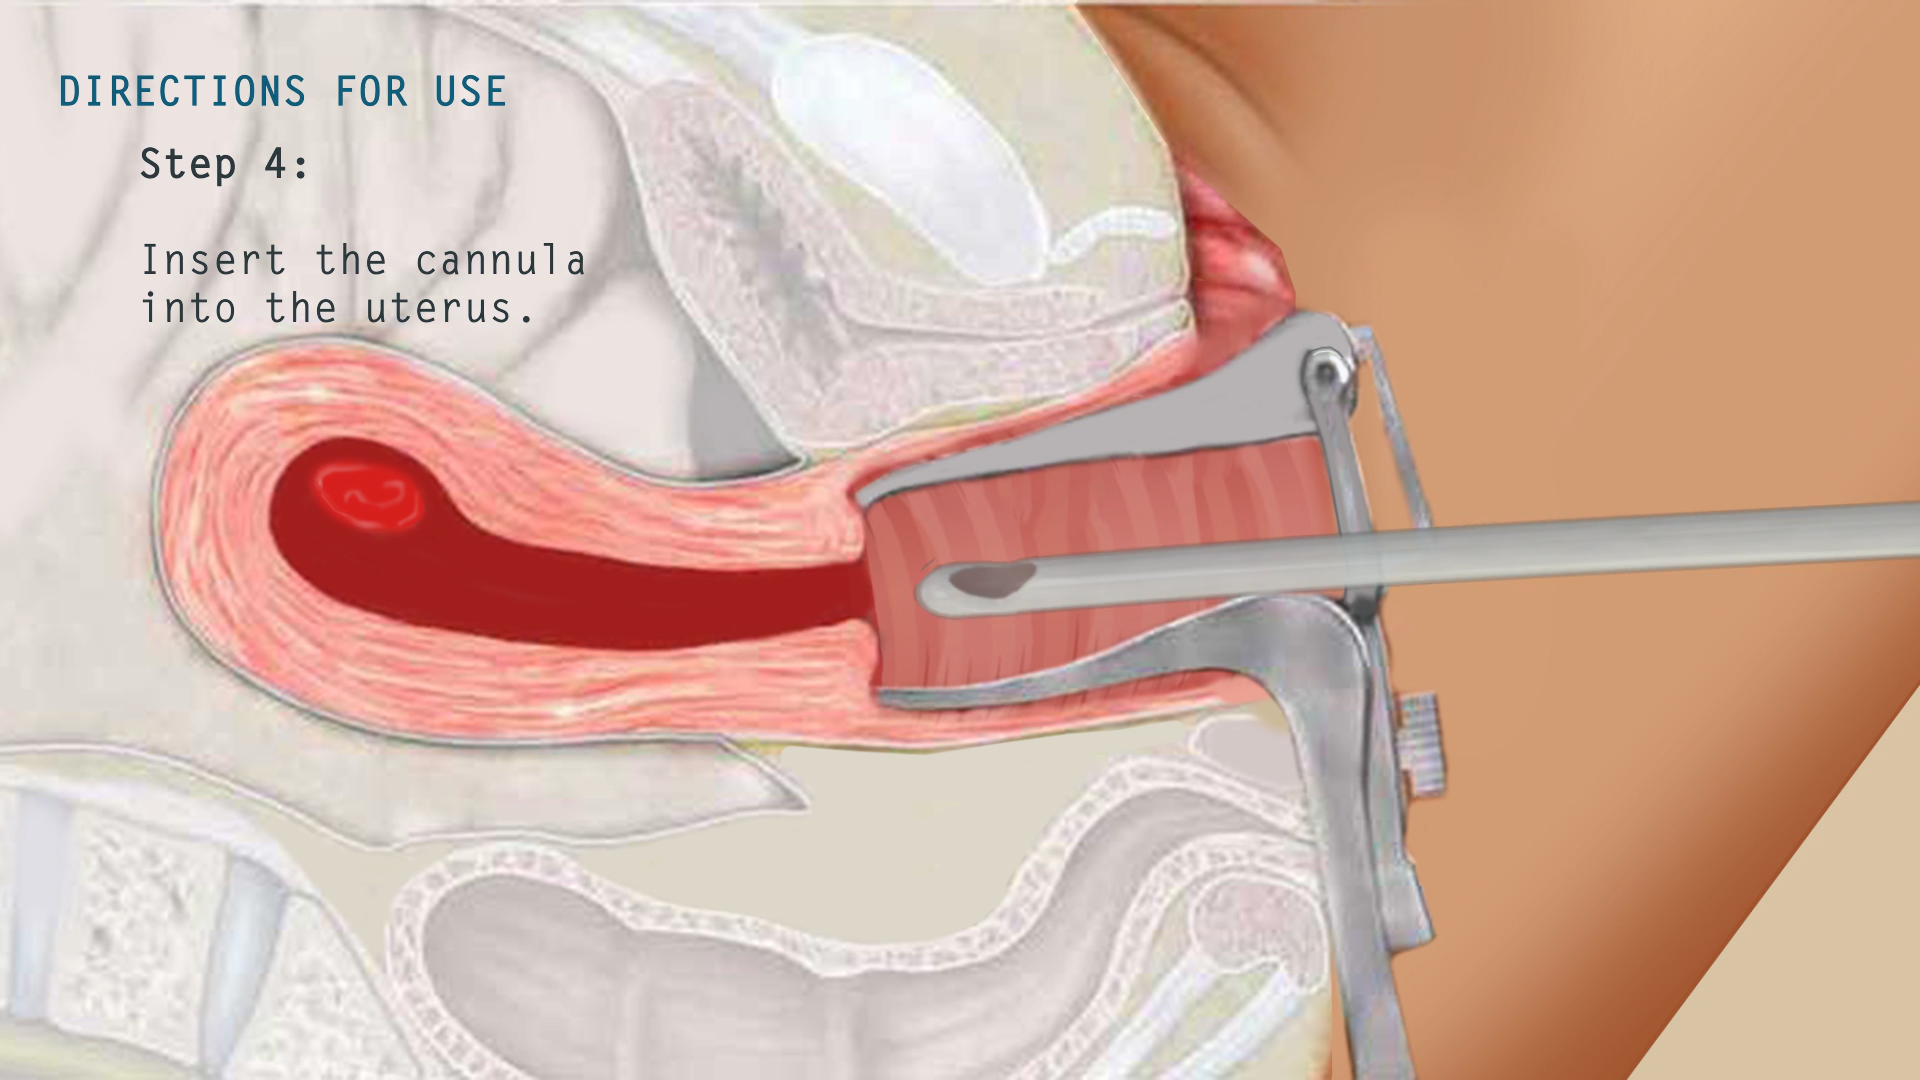 DIRECTIONS FOR USE
Step 4:
Insert the cannula
into the uterus.